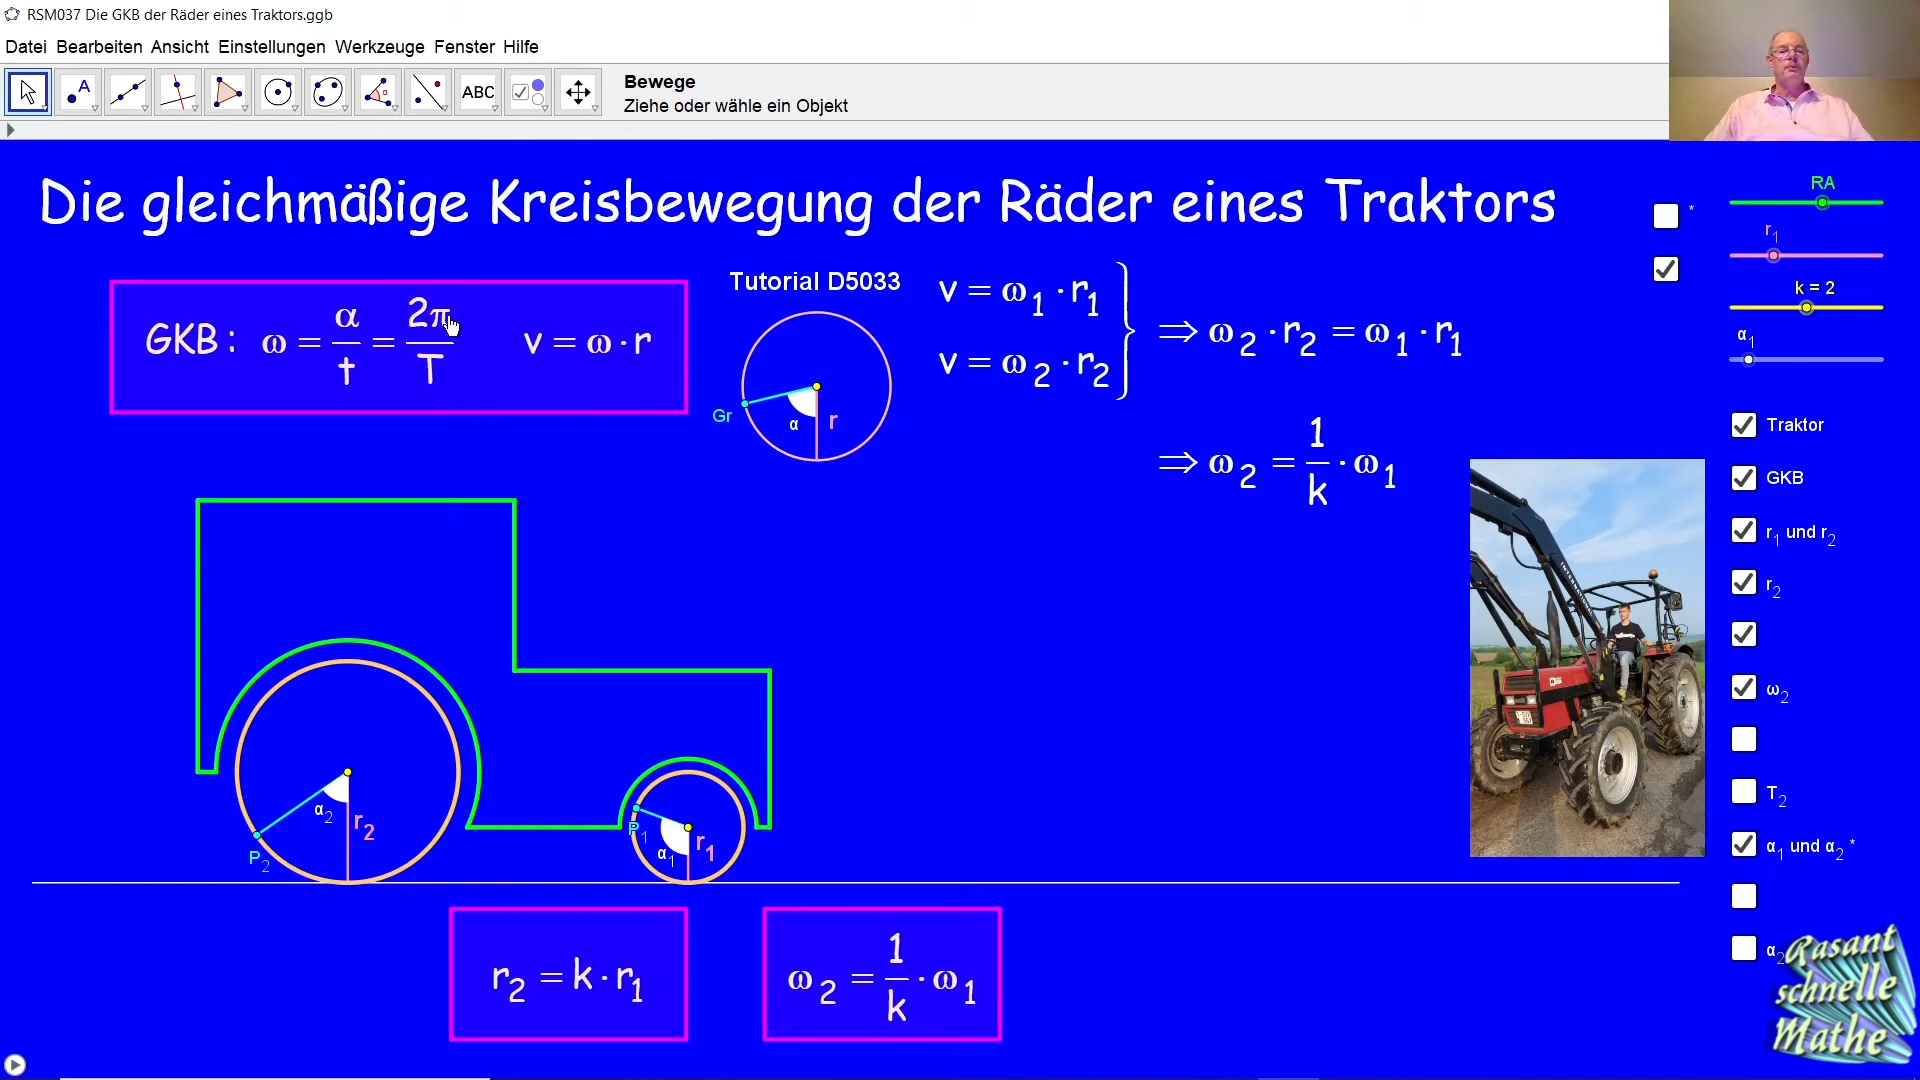 RSM037 Die GKB der Räder eines Traktors.ggb
Datei Bearbeiten Ansicht Einstellungen Werkzeuge Fenster Hilfe
A
α
ABC
Bewege
Ziehe oder wähle ein Objekt
Die gleichmäßige Kreisbewegung der Räder eines Traktors
*
RA
r₁
k = 2
α₁
GKB: ω = α/t = 2π/T   v = ω · r
Tutorial D5033
Gr
α
r
v = ω₁ · r₁
v = ω₂ · r₂
⇒ ω₂ · r₂ = ω₁ · r₁
⇒ ω₂ = 1/k · ω₁
Traktor
GKB
r₁ und r₂
r₂
ω₂
T₂
α₁ und α₂ *
α₂
α₂
r₂
P₂
P₁
α₁
r₁
r₂ = k · r₁
ω₂ = 1/k · ω₁
Rasant
schnelle
Mathe